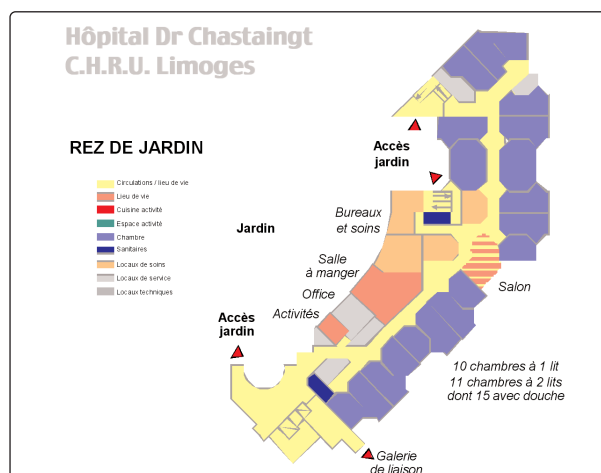 Hôpital Dr Chastaingt
C.H.R.U. Limoges
REZ DE JARDIN
Circulations / lieu de vie
Lieu de vie
Cuisine activité
Espace activité
Chambre
Sanitaires
Locaux de soins
Locaux de service
Locaux techniques
Accès
jardin
Bureaux
et soins
Jardin
Salle
à manger
Office
Salon
Activités
Accès
jardin
10 chambres à 1 lit
11 chambres à 2 lits
dont 15 avec douche
Galerie
de liaison